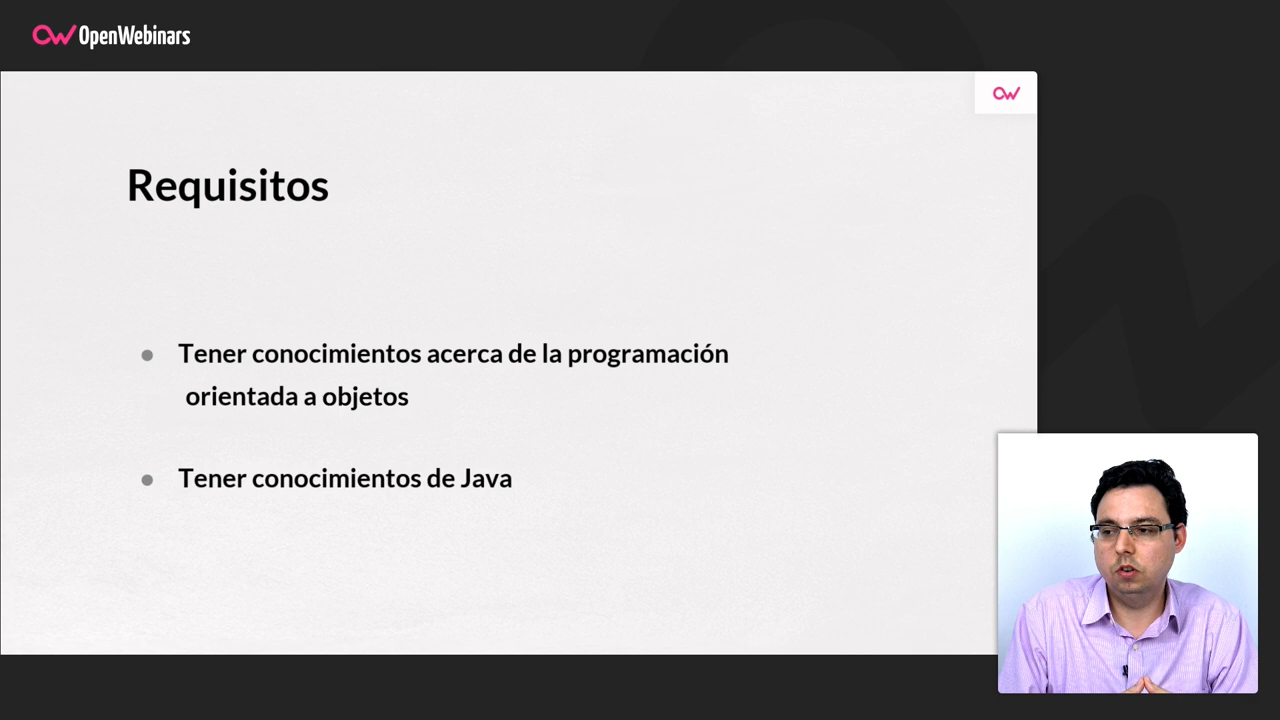 OpenWebinars
Requisitos
Tener conocimientos acerca de la programación
orientada a objetos
Tener conocimientos de Java